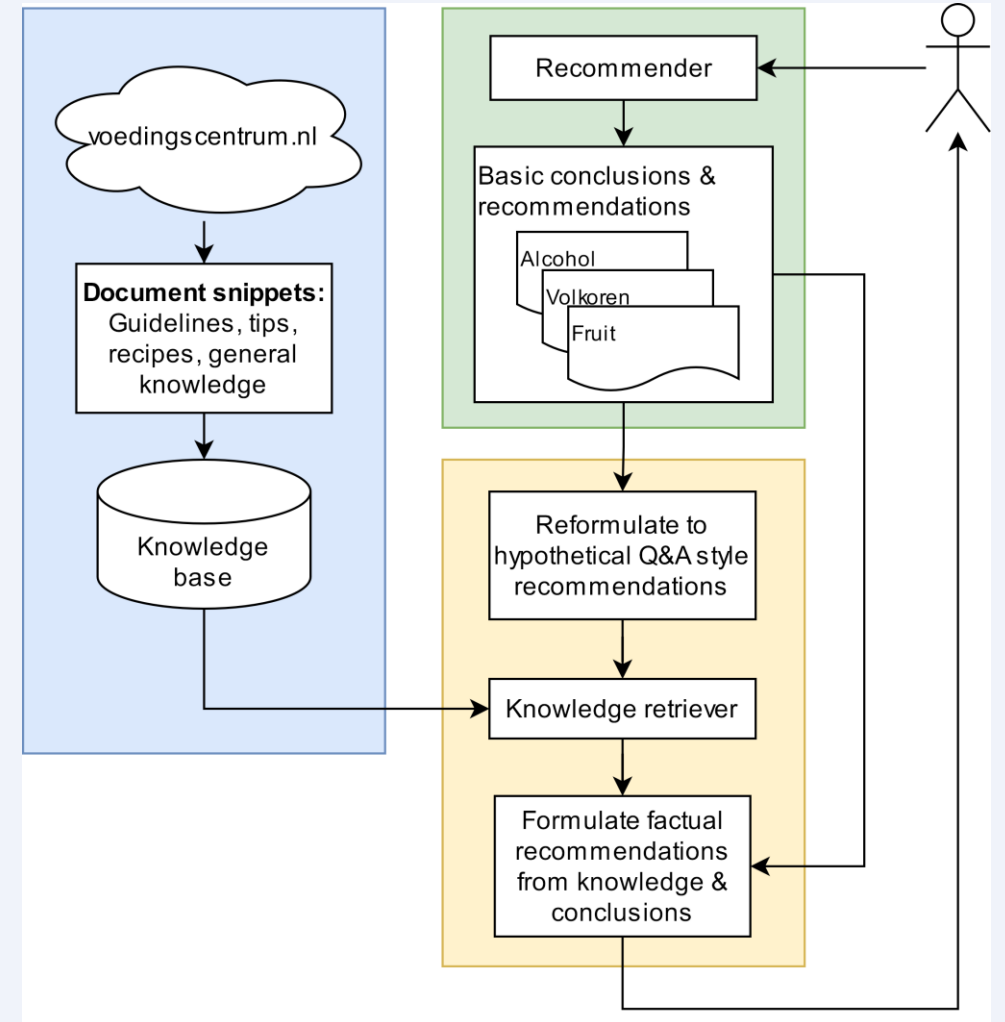 voedingscentrum.nl
Document snippets:
Guidelines, tips,
recipes, general
knowledge
Knowledge
base
Recommender
Basic conclusions &
recommendations
Alcohol
Volkoren
Fruit
Reformulate to
hypothetical Q&A style
recommendations
Knowledge retriever
Formulate factual
recommendations
from knowledge &
conclusions